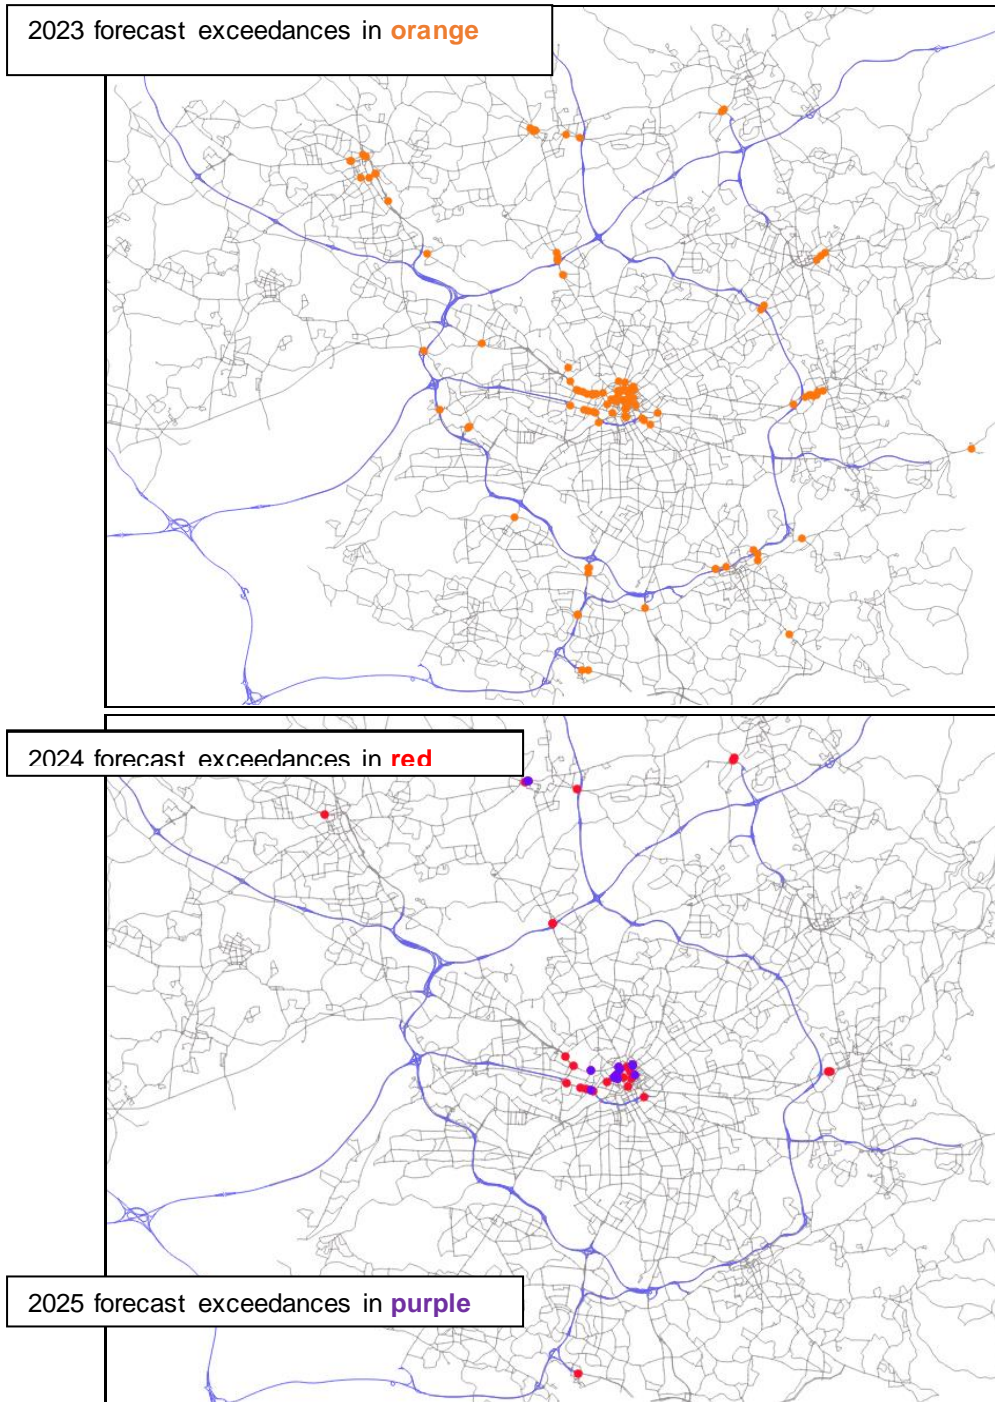 2023 forecast exceedances in orange
2024 forecast exceedances in red
2025 forecast exceedances in purple